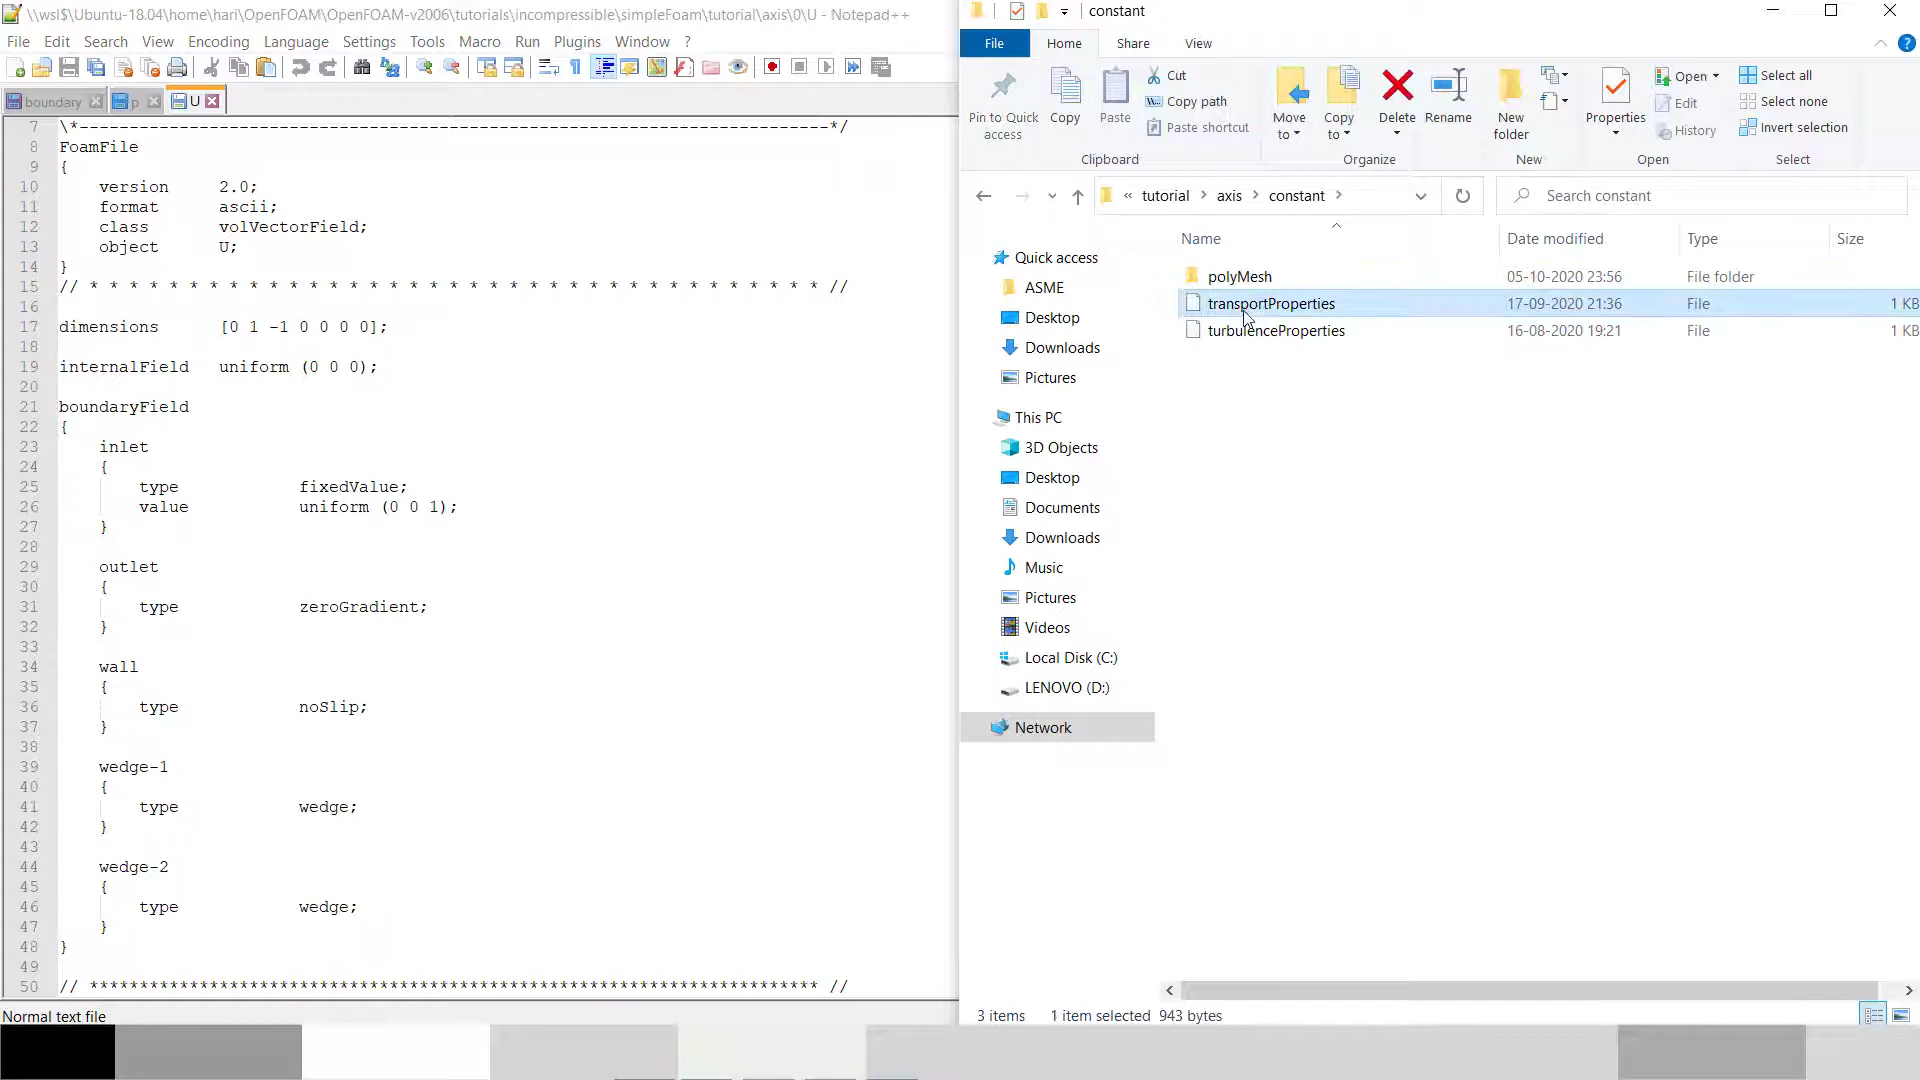 \\wsl$\Ubuntu-18.04\home\hari\OpenFOAM\OpenFOAM-v2006\tutorials\incompressible\simpleFoam\tutorial\axis\0\U - Notepad++
File Edit Search View Encoding Language Settings Tools Macro Run Plugins Window ?
boundary p U
7 \*---------------------------------------------------------------------------*/
8 FoamFile
9 {
10 version 2.0;
11 format ascii;
12 class volVectorField;
13 object U;
14 }
15 // * * * * * * * * * * * * * * * * * * * * * * * * * * * * * * * * * * * * * //
16
17 dimensions [0 1 -1 0 0 0 0];
18
19 internalField uniform (0 0 0);
20
21 boundaryField
22 {
23 inlet
24 {
25 type fixedValue;
26 value uniform (0 0 1);
27 }
28
29 outlet
30 {
31 type zeroGradient;
32 }
33
34 wall
35 {
36 type noSlip;
37 }
38
39 wedge-1
40 {
41 type wedge;
42 }
43
44 wedge-2
45 {
46 type wedge;
47 }
48 }
49
50 // ************************************************************************* //
Normal text file
constant
File Home Share View
Pin to Quick access
Copy
Paste
Cut
Copy path
Paste shortcut
Clipboard
Move to
Copy to
Delete
Rename
Organize
New folder
New
Properties
Open
Edit
History
Open
Select all
Select none
Invert selection
Select
« tutorial > axis > constant >
Search constant
Name Date modified Type Size
polyMesh 05-10-2020 23:56 File folder
transportProperties 17-09-2020 21:36 File 1 KB
turbulenceProperties 16-08-2020 19:21 File 1 KB
Quick access
ASME
Desktop
Downloads
Pictures
This PC
3D Objects
Desktop
Documents
Downloads
Music
Pictures
Videos
Local Disk (C:)
LENOVO (D:)
Network
3 items 1 item selected 943 bytes